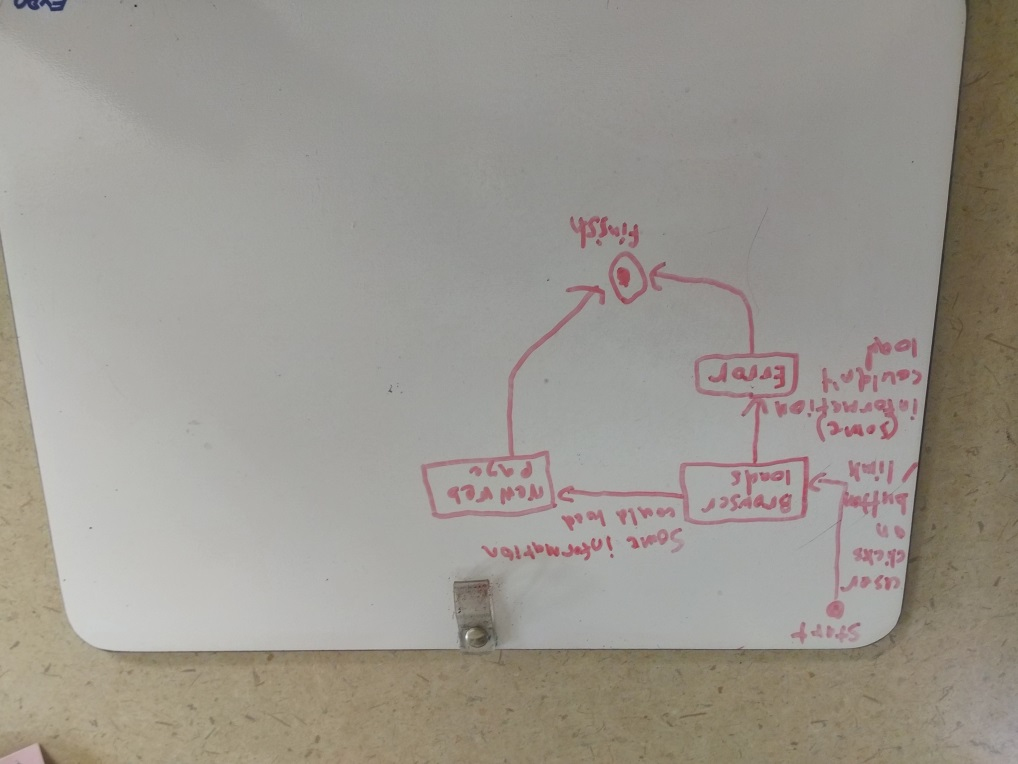 Start
user
clicks
on
button
/ link
Browser
loads
Some information
could load
New web
Page
(some)
information
couldn't
load
Error
Finish
EXPO